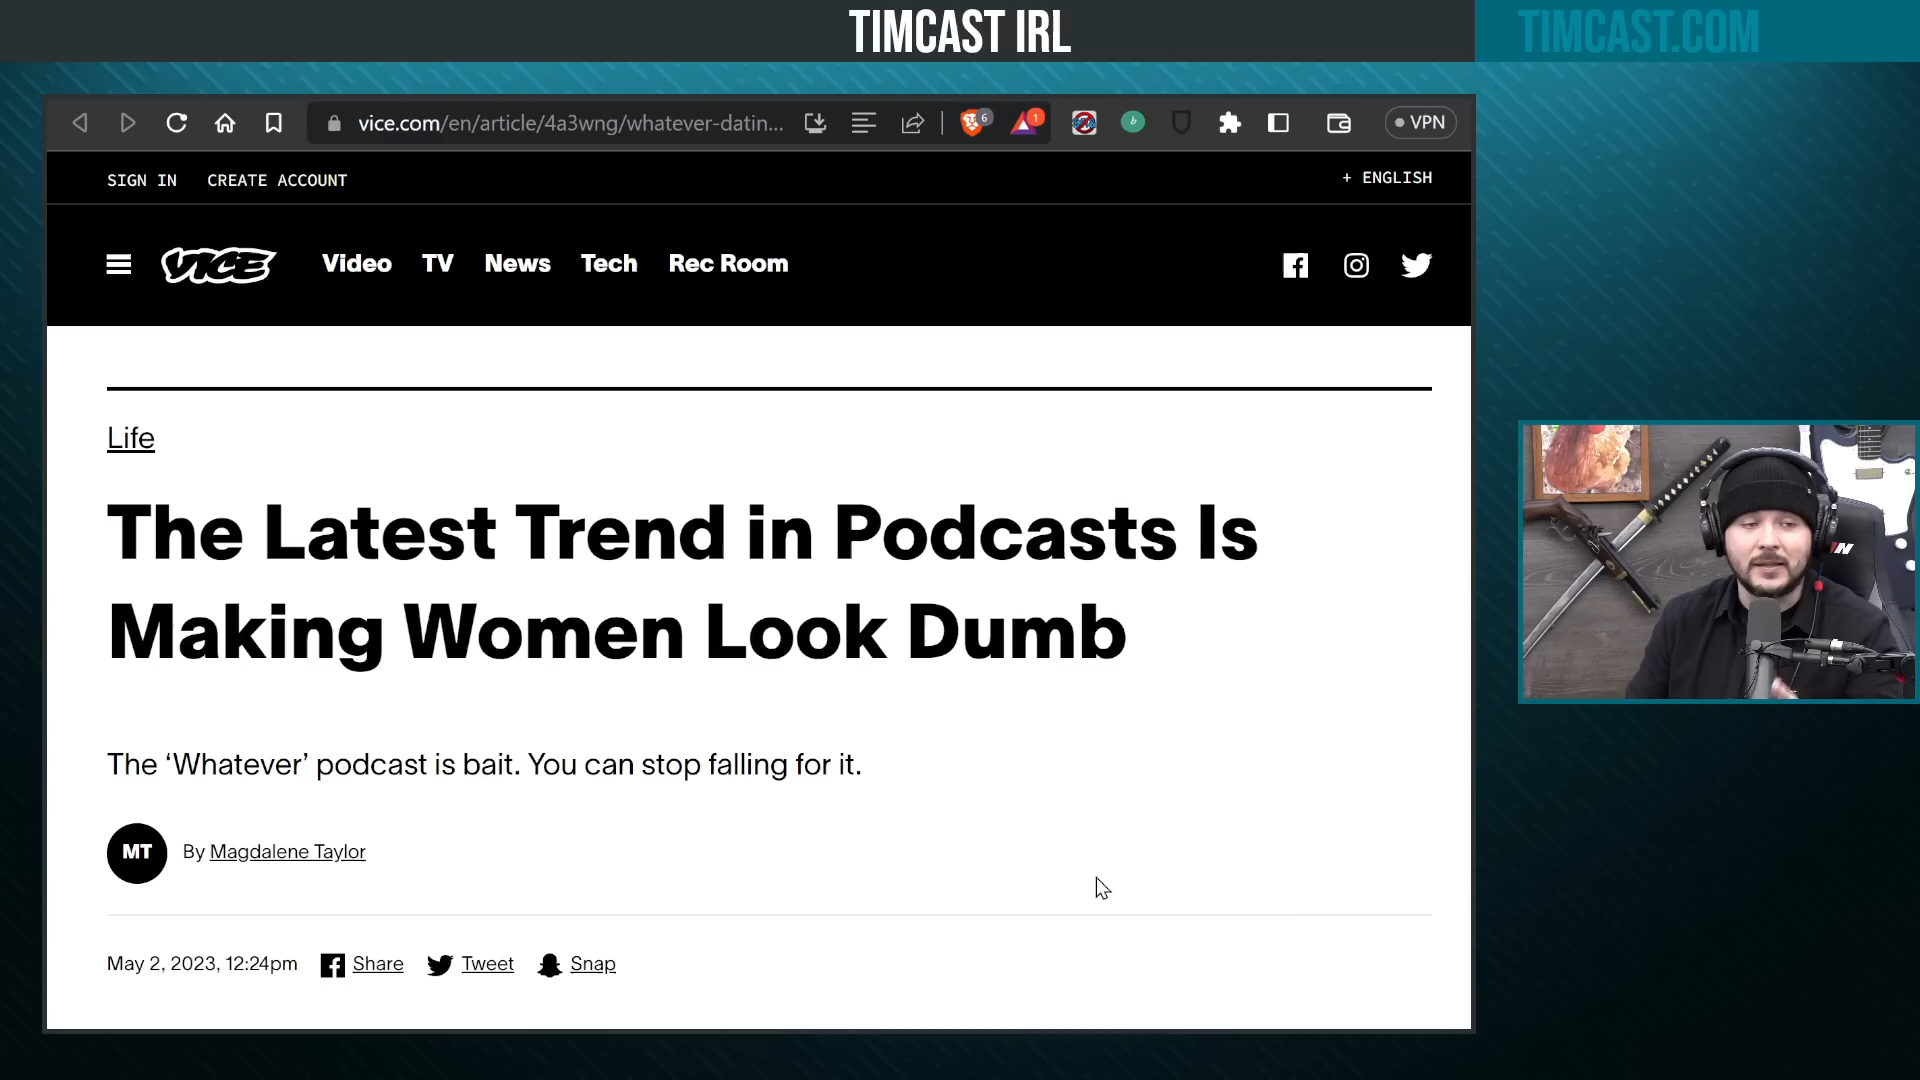 TIMCAST IRL
TIMCAST.COM
vice.com/en/article/4a3wng/whatever-datin...
6
1
b
VPN
SIGN IN CREATE ACCOUNT
+ ENGLISH
VICE
Video TV News Tech Rec Room
Life
The Latest Trend in Podcasts Is
Making Women Look Dumb
The ‘Whatever’ podcast is bait. You can stop falling for it.
MT
By Magdalene Taylor
May 2, 2023, 12:24pm Share Tweet Snap